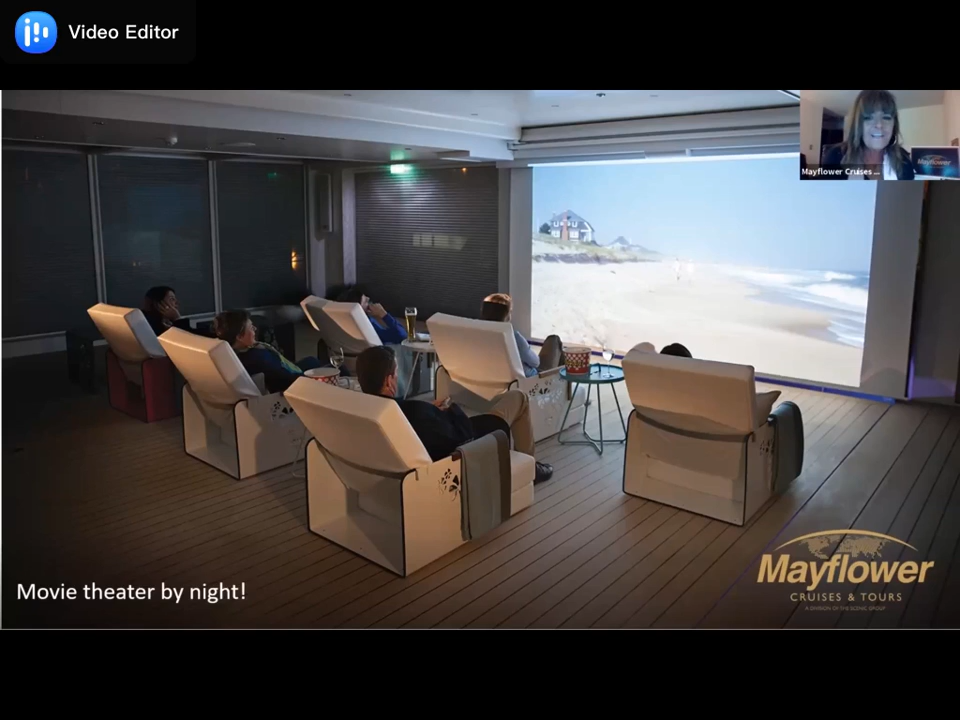 Video Editor
Mayflower Cruises ...
Movie theater by night!
Mayflower
CRUISES & TOURS
A DIVISION OF THE SCENIC GROUP